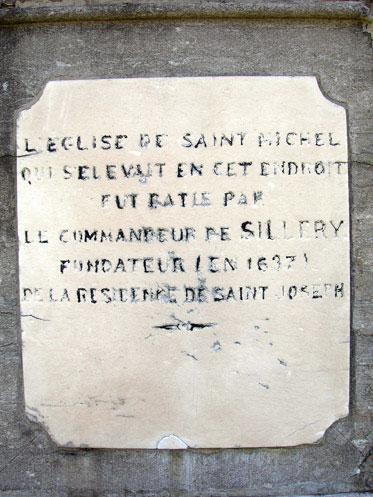 L'EGLISE DE SAINT MICHEL
QUI S'ELEVAIT EN CET ENDROIT
FUT BATIE PAR
LE COMMANDEUR DE SILLERY
FONDATEUR (EN 1637)
DE LA RESIDENCE DE SAINT JOSEPH